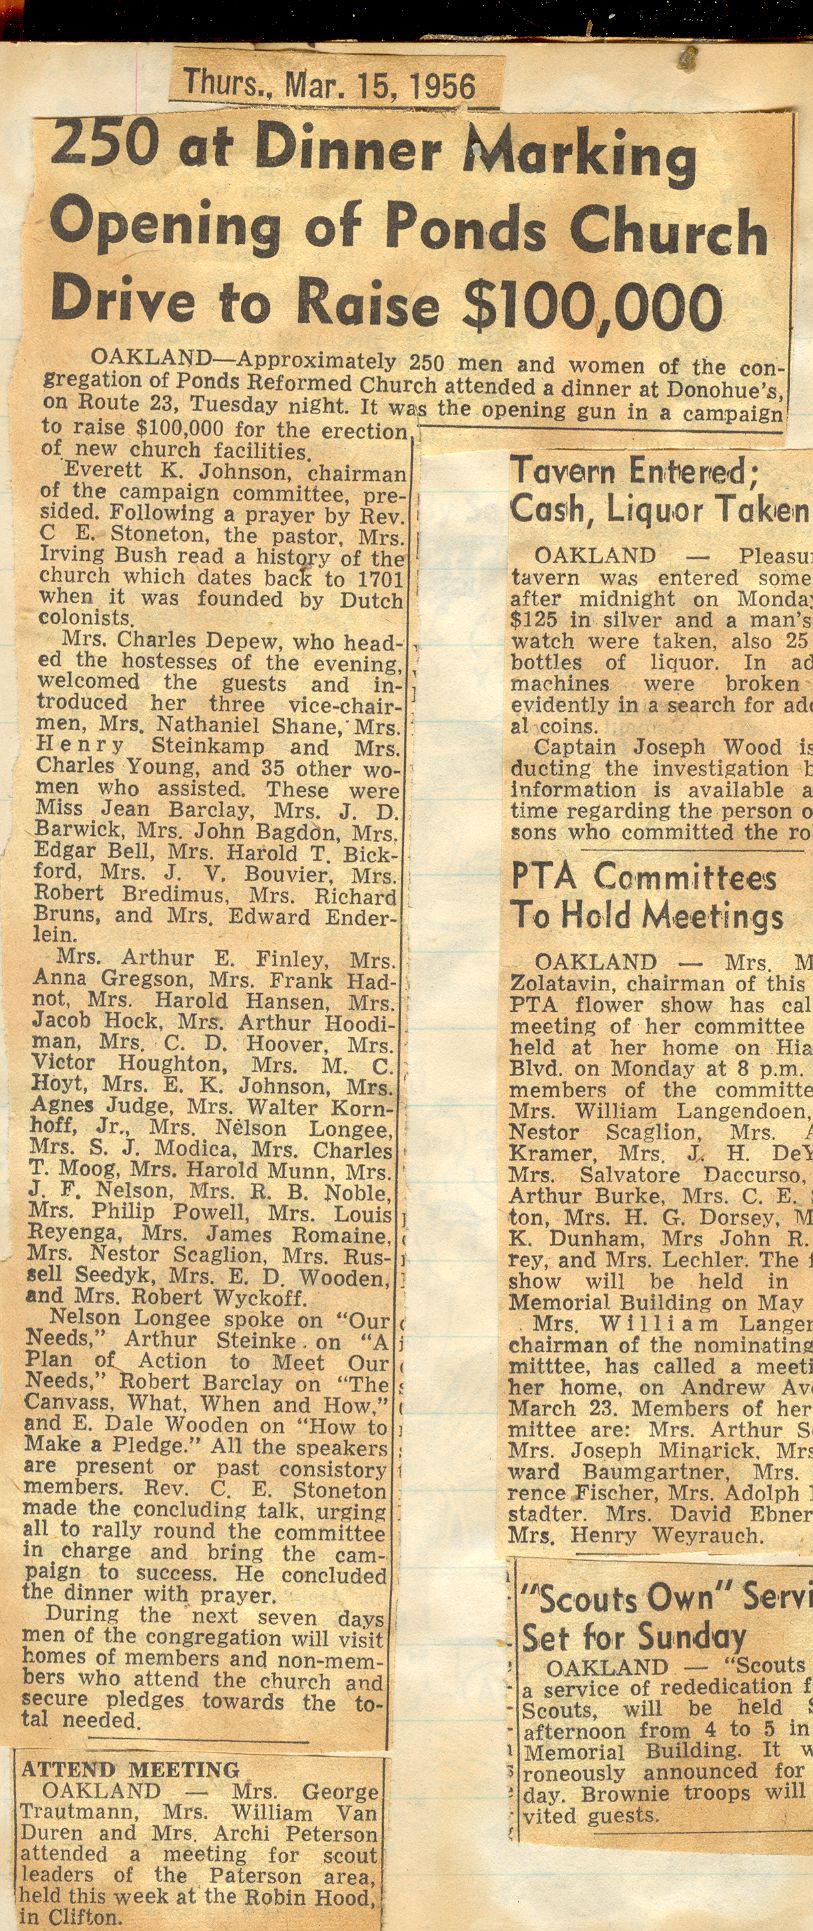 Thurs., Mar. 15, 1956
250 at Dinner Marking
Opening of Ponds Church
Drive to Raise $100,000
OAKLAND—Approximately 250 men and women of the con-
gregation of Ponds Reformed Church attended a dinner at Donohue's,
on Route 23, Tuesday night. It was the opening gun in a campaign
to raise $100,000 for the erection
of new church facilities.
Everett K. Johnson, chairman
of the campaign committee, pre-
sided. Following a prayer by Rev.
C E. Stoneton, the pastor, Mrs.
Irving Bush read a history of the
church which dates back to 1701
when it was founded by Dutch
colonists.
Mrs. Charles Depew, who head-
ed the hostesses of the evening,
welcomed the guests and in-
troduced her three vice-chair-
men, Mrs. Nathaniel Shane, Mrs.
Henry Steinkamp and Mrs.
Charles Young, and 35 other wo-
men who assisted. These were
Miss Jean Barclay, Mrs. J. D.
Barwick, Mrs. John Bagdon, Mrs.
Edgar Bell, Mrs. Harold T. Bick-
ford, Mrs. J. V. Bouvier, Mrs.
Robert Bredimus, Mrs. Richard
Bruns, and Mrs. Edward Ender-
lein.
Mrs. Arthur E. Finley, Mrs.
Anna Gregson, Mrs. Frank Had-
not, Mrs. Harold Hansen, Mrs.
Jacob Hock, Mrs. Arthur Hoodi-
man, Mrs. C. D. Hoover, Mrs.
Victor Houghton, Mrs. M. C.
Hoyt, Mrs. E. K. Johnson, Mrs.
Agnes Judge, Mrs. Walter Korn-
hoff, Jr., Mrs. Nelson Longee,
Mrs. S. J. Modica, Mrs. Charles
T. Moog, Mrs. Harold Munn, Mrs.
J. F. Nelson, Mrs. R. B. Noble,
Mrs. Philip Powell, Mrs. Louis
Reyenga, Mrs. James Romaine,
Mrs. Nestor Scaglion, Mrs. Rus-
sell Seedyk, Mrs. E. D. Wooden,
and Mrs. Robert Wyckoff.
Nelson Longee spoke on "Our
Needs," Arthur Steinke on "A
Plan of Action to Meet Our
Needs," Robert Barclay on "The
Canvass, What, When and How,"
and E. Dale Wooden on "How to
Make a Pledge." All the speakers
are present or past consistory
members. Rev. C. E. Stoneton
made the concluding talk, urging
all to rally round the committee
in charge and bring the cam-
paign to success. He concluded
the dinner with prayer.
During the next seven days
men of the congregation will visit
homes of members and non-mem-
bers who attend the church and
secure pledges towards the to-
tal needed.
ATTEND MEETING
OAKLAND — Mrs. George
Trautmann, Mrs. William Van
Duren and Mrs. Archi Peterson
attended a meeting for scout
leaders of the Paterson area,
held this week at the Robin Hood,
in Clifton.
Tavern Entered;
Cash, Liquor Taken
OAKLAND — Pleasu
tavern was entered some
after midnight on Monday
$125 in silver and a man's
watch were taken, also 25
bottles of liquor. In ad
machines were broken
evidently in a search for add
al coins.
Captain Joseph Wood is
ducting the investigation b
information is available a
time regarding the person o
sons who committed the ro
PTA Committees
To Hold Meetings
OAKLAND — Mrs. M
Zolatavin, chairman of this
PTA flower show has cal
meeting of her committee
held at her home on Hia
Blvd. on Monday at 8 p.m.
members of the committe
Mrs. William Langendoen,
Nestor Scaglion, Mrs. A
Kramer, Mrs. J. H. DeY
Mrs. Salvatore Daccurso,
Arthur Burke, Mrs. C. E. S
ton, Mrs. H. G. Dorsey, M
K. Dunham, Mrs John R.
rey, and Mrs. Lechler. The f
show will be held in
Memorial Building on May
Mrs. William Langen
chairman of the nominating
mitttee, has called a meeti
her home, on Andrew Ave
March 23. Members of her
mittee are: Mrs. Arthur S
Mrs. Joseph Minarick, Mrs
ward Baumgartner, Mrs.
rence Fischer, Mrs. Adolph
stadter. Mrs. David Ebner
Mrs. Henry Weyrauch.
"Scouts Own" Servi
Set for Sunday
OAKLAND — "Scouts
a service of rededication f
Scouts, will be held S
afternoon from 4 to 5 in
Memorial Building. It w
roneously announced for
day. Brownie troops will
vited guests.